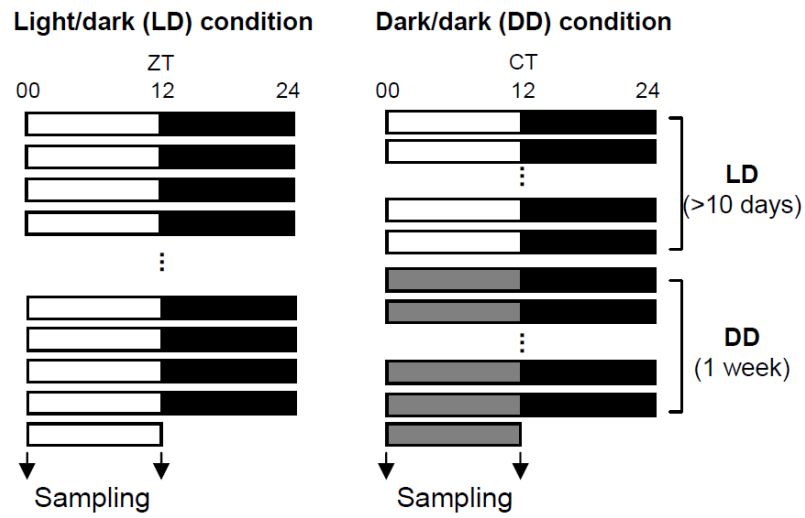 Light/dark (LD) condition
ZT
00 12 24
Sampling
Dark/dark (DD) condition
CT
00 12 24
LD
(>10 days)
DD
(1 week)
Sampling